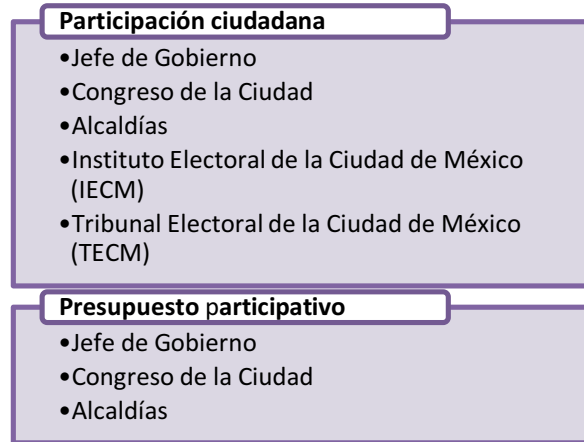 Participación ciudadana
•Jefe de Gobierno
•Congreso de la Ciudad
•Alcaldías
•Instituto Electoral de la Ciudad de México
(IECM)
•Tribunal Electoral de la Ciudad de México
(TECM)
Presupuesto participativo
•Jefe de Gobierno
•Congreso de la Ciudad
•Alcaldías